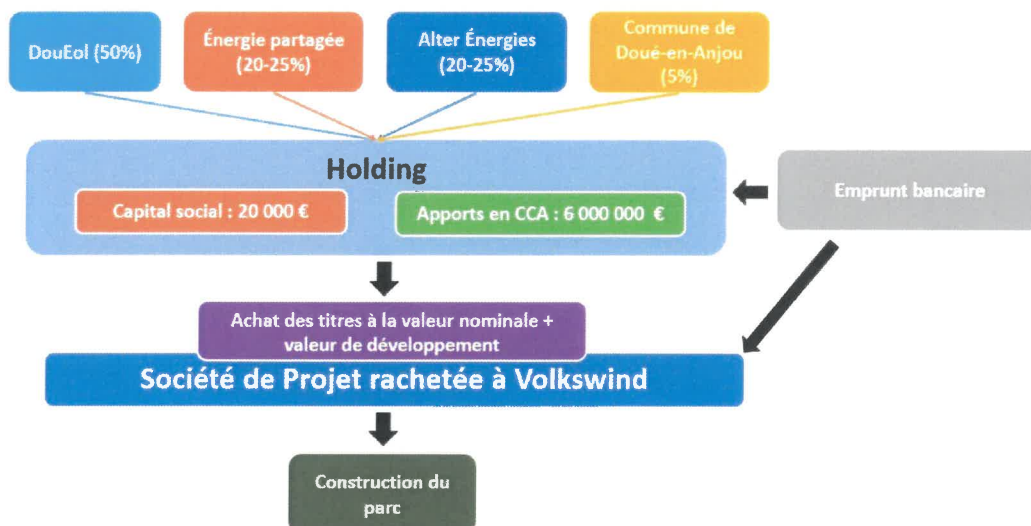 DouEol (50%)
Énergie partagée
(20-25%)
Alter Énergies
(20-25%)
Commune de
Doué-en-Anjou
(5%)
Holding
Capital social : 20 000 €
Apports en CCA : 6 000 000 €
Emprunt bancaire
Achat des titres à la valeur nominale +
valeur de développement
Société de Projet rachetée à Volkswind
Construction du
parc